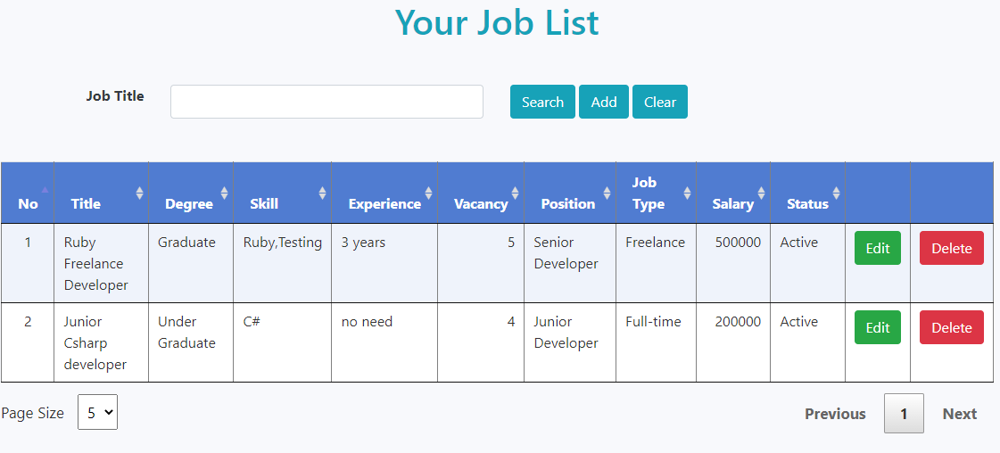 Your Job List
Job Title
Search Add Clear
No Title Degree Skill Experience Vacancy Position Job Type Salary Status
1 Ruby Freelance Developer Graduate Ruby,Testing 3 years 5 Senior Developer Freelance 500000 Active Edit Delete
2 Junior Csharp developer Under Graduate C# no need 4 Junior Developer Full-time 200000 Active Edit Delete
Page Size 5 Previous 1 Next